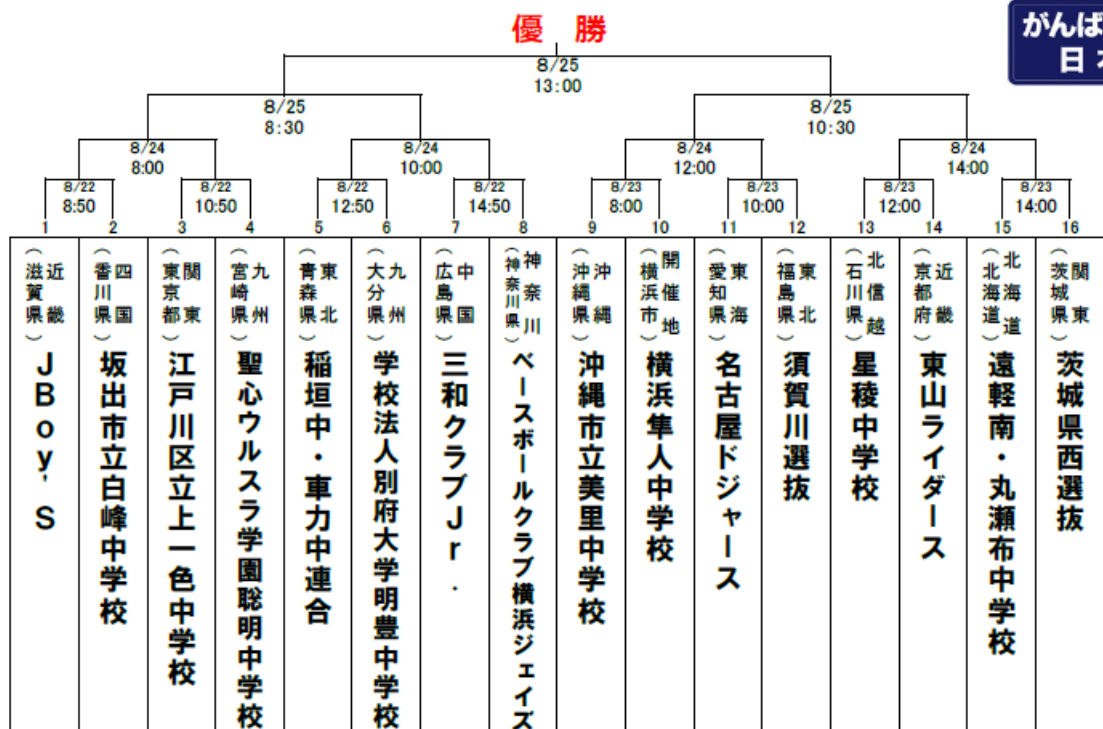 優 勝
がんば
日
8/25
13:00
8/25
8:30
8/25
10:30
8/24
8:00
8/24
10:00
8/24
12:00
8/24
14:00
8/22
8:50
8/22
10:50
8/22
12:50
8/22
14:50
8/23
8:00
8/23
10:00
8/23
12:00
8/23
14:00
1
2
3
4
5
6
7
8
9
10
11
12
13
14
15
16
近畿
（滋賀県）
JBoy'S
四国
（香川県）
坂出市立白峰中学校
関東
（東京都）
江戸川区立上一色中学校
九州
（宮崎県）
聖心ウルスラ学園聡明中学校
東北
（青森県）
稲垣中・車力中連合
九州
（大分県）
学校法人別府大学明豊中学校
中国
（広島県）
三和クラブJr.
神奈川
（神奈川県）
ベースボールクラブ横浜ジェイズ
沖縄
（沖縄県）
沖縄市立美里中学校
開催地
（横浜市）
横浜隼人中学校
東海
（愛知県）
名古屋ドジャース
東北
（福島県）
須賀川選抜
北信越
（石川県）
星稜中学校
近畿
（京都府）
東山ライダース
北海道
（北海道）
遠軽南・丸瀬布中学校
関東
（茨城県）
茨城県西選抜